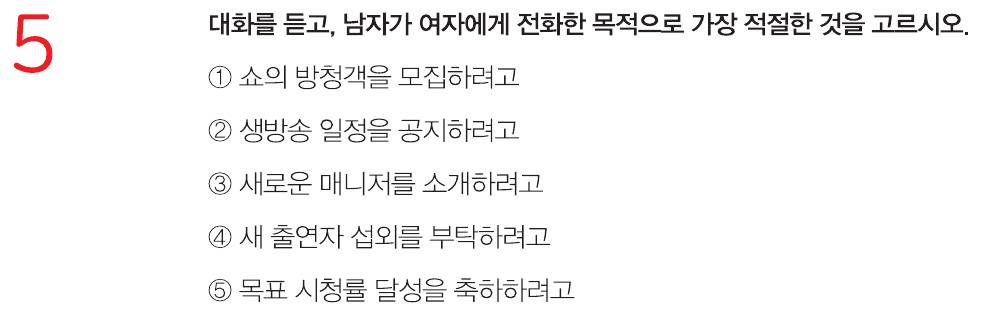 5
대화를 듣고, 남자가 여자에게 전화한 목적으로 가장 적절한 것을 고르시오.
① 쇼의 방청객을 모집하려고
② 생방송 일정을 공지하려고
③ 새로운 매니저를 소개하려고
④ 새 출연자 섭외를 부탁하려고
⑤ 목표 시청률 달성을 축하하려고